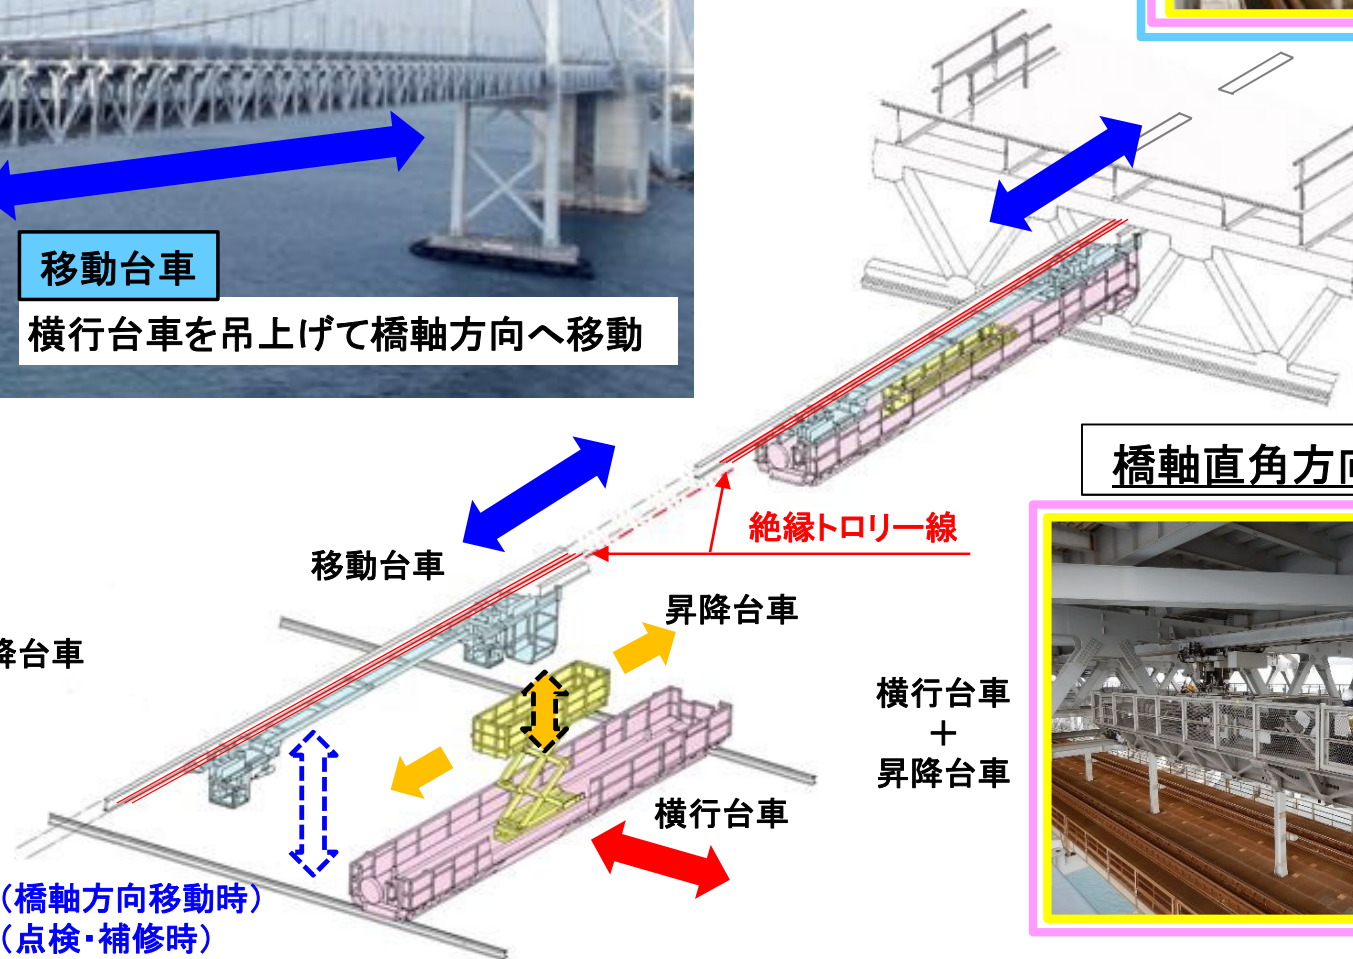 移動台車
横行台車を吊上げて橋軸方向へ移動
橋軸直角方
絶縁トロリー線
移動台車
昇降台車
降台車
横行台車
+
昇降台車
横行台車
(橋軸方向移動時)
(点検・補修時)